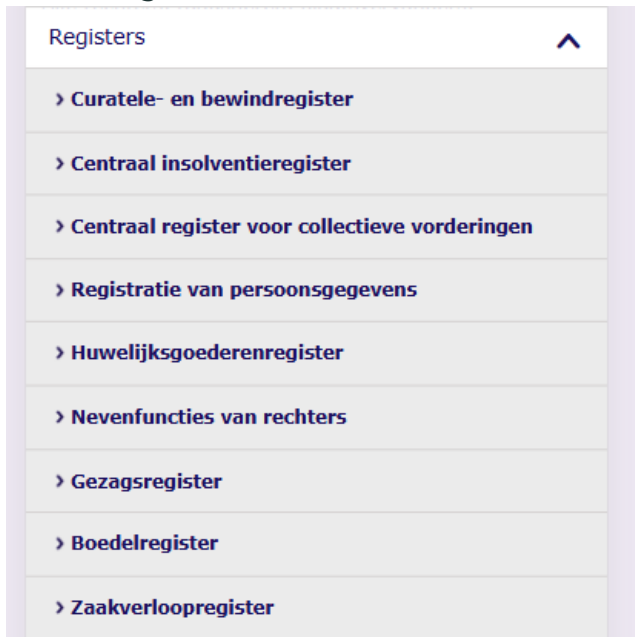 Registers
Curatele- en bewindregister
Centraal insolventieregister
Centraal register voor collectieve vorderingen
Registratie van persoonsgegevens
Huwelijksgoederenregister
Nevenfuncties van rechters
Gezagsregister
Boedelregister
Zaakverloopregister